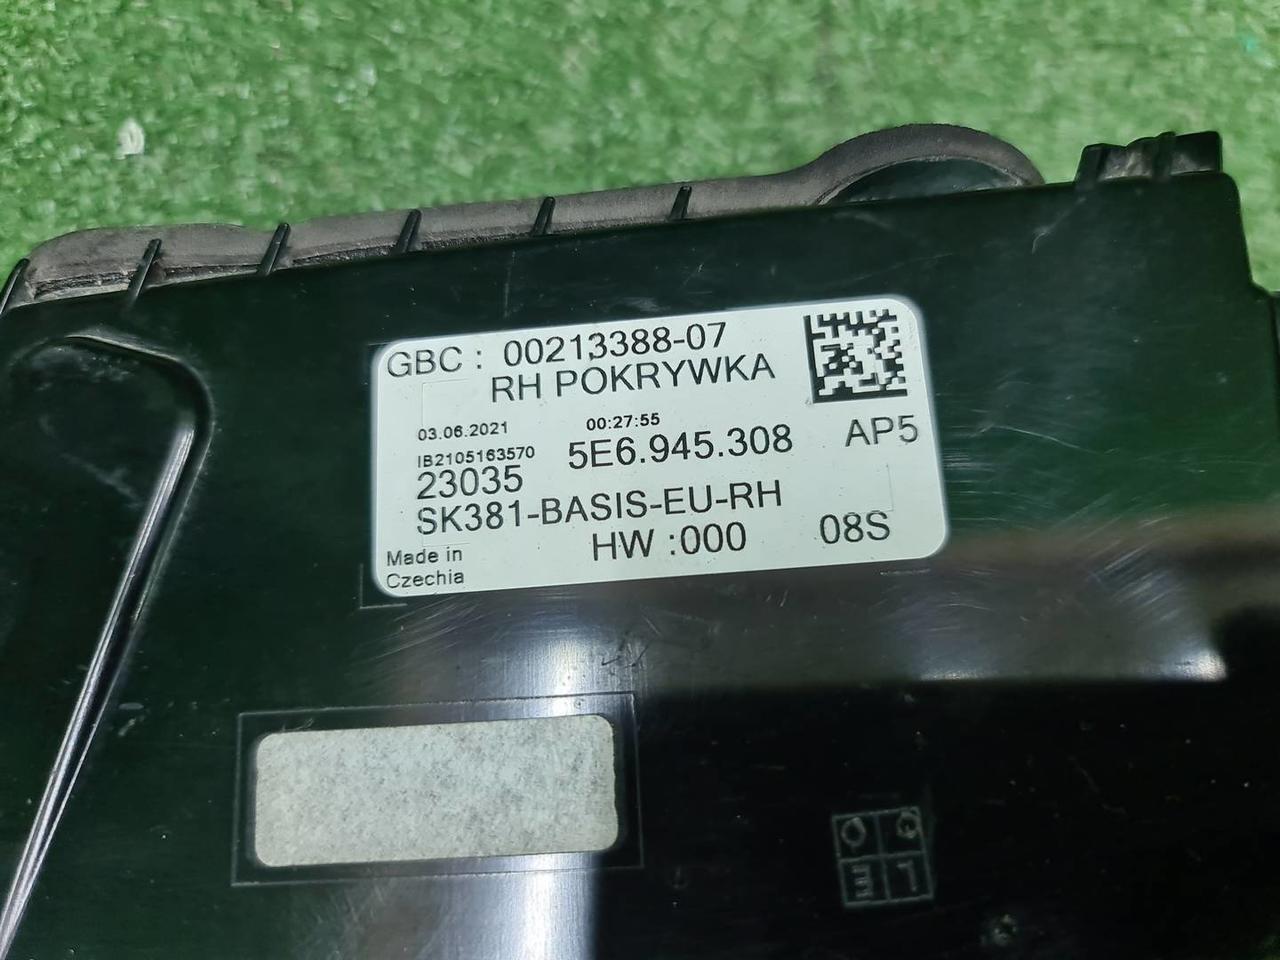 GBC : 00213388-07
RH POKRYWKA
03.06.2021 00:27:55
IB2105163570 5E6.945.308 AP5
23035
SK381-BASIS-EU-RH
HW :000 08S
Made in
Czechia